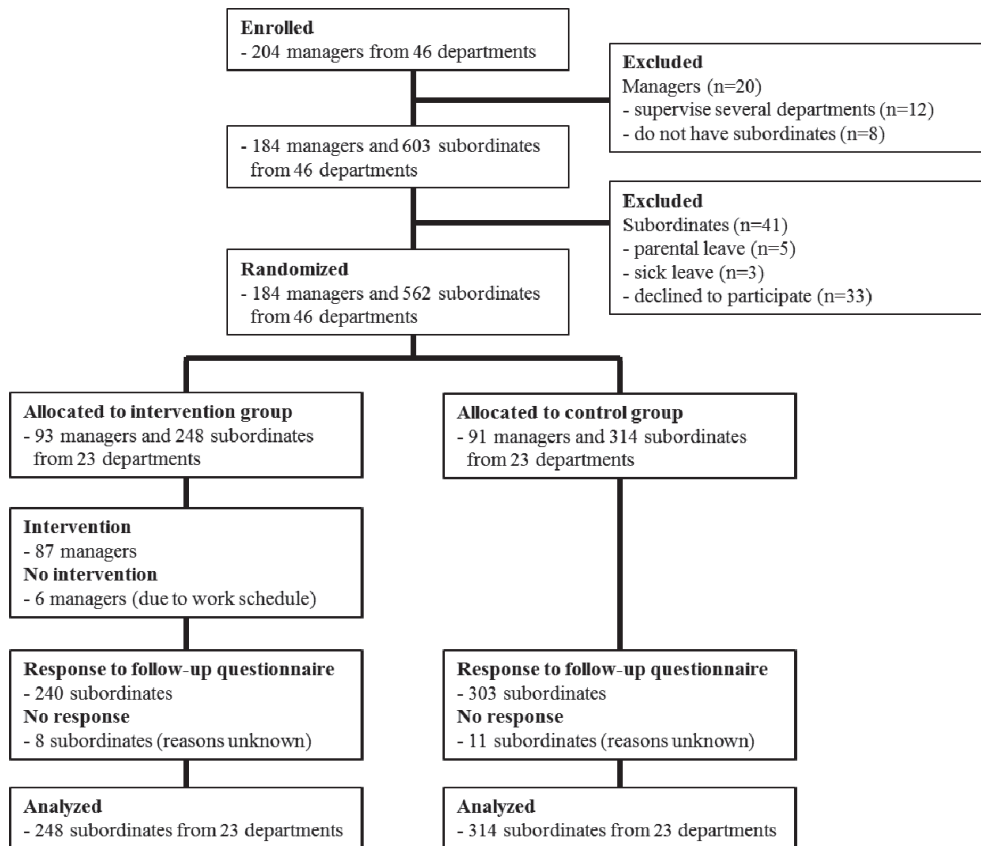 Enrolled
- 204 managers from 46 departments
Excluded
Managers (n=20)
- supervise several departments (n=12)
- do not have subordinates (n=8)
- 184 managers and 603 subordinates
from 46 departments
Excluded
Subordinates (n=41)
- parental leave (n=5)
- sick leave (n=3)
- declined to participate (n=33)
Randomized
- 184 managers and 562 subordinates
from 46 departments
Allocated to intervention group
- 93 managers and 248 subordinates
from 23 departments
Allocated to control group
- 91 managers and 314 subordinates
from 23 departments
Intervention
- 87 managers
No intervention
- 6 managers (due to work schedule)
Response to follow-up questionnaire
- 240 subordinates
No response
- 8 subordinates (reasons unknown)
Response to follow-up questionnaire
- 303 subordinates
No response
- 11 subordinates (reasons unknown)
Analyzed
- 248 subordinates from 23 departments
Analyzed
- 314 subordinates from 23 departments